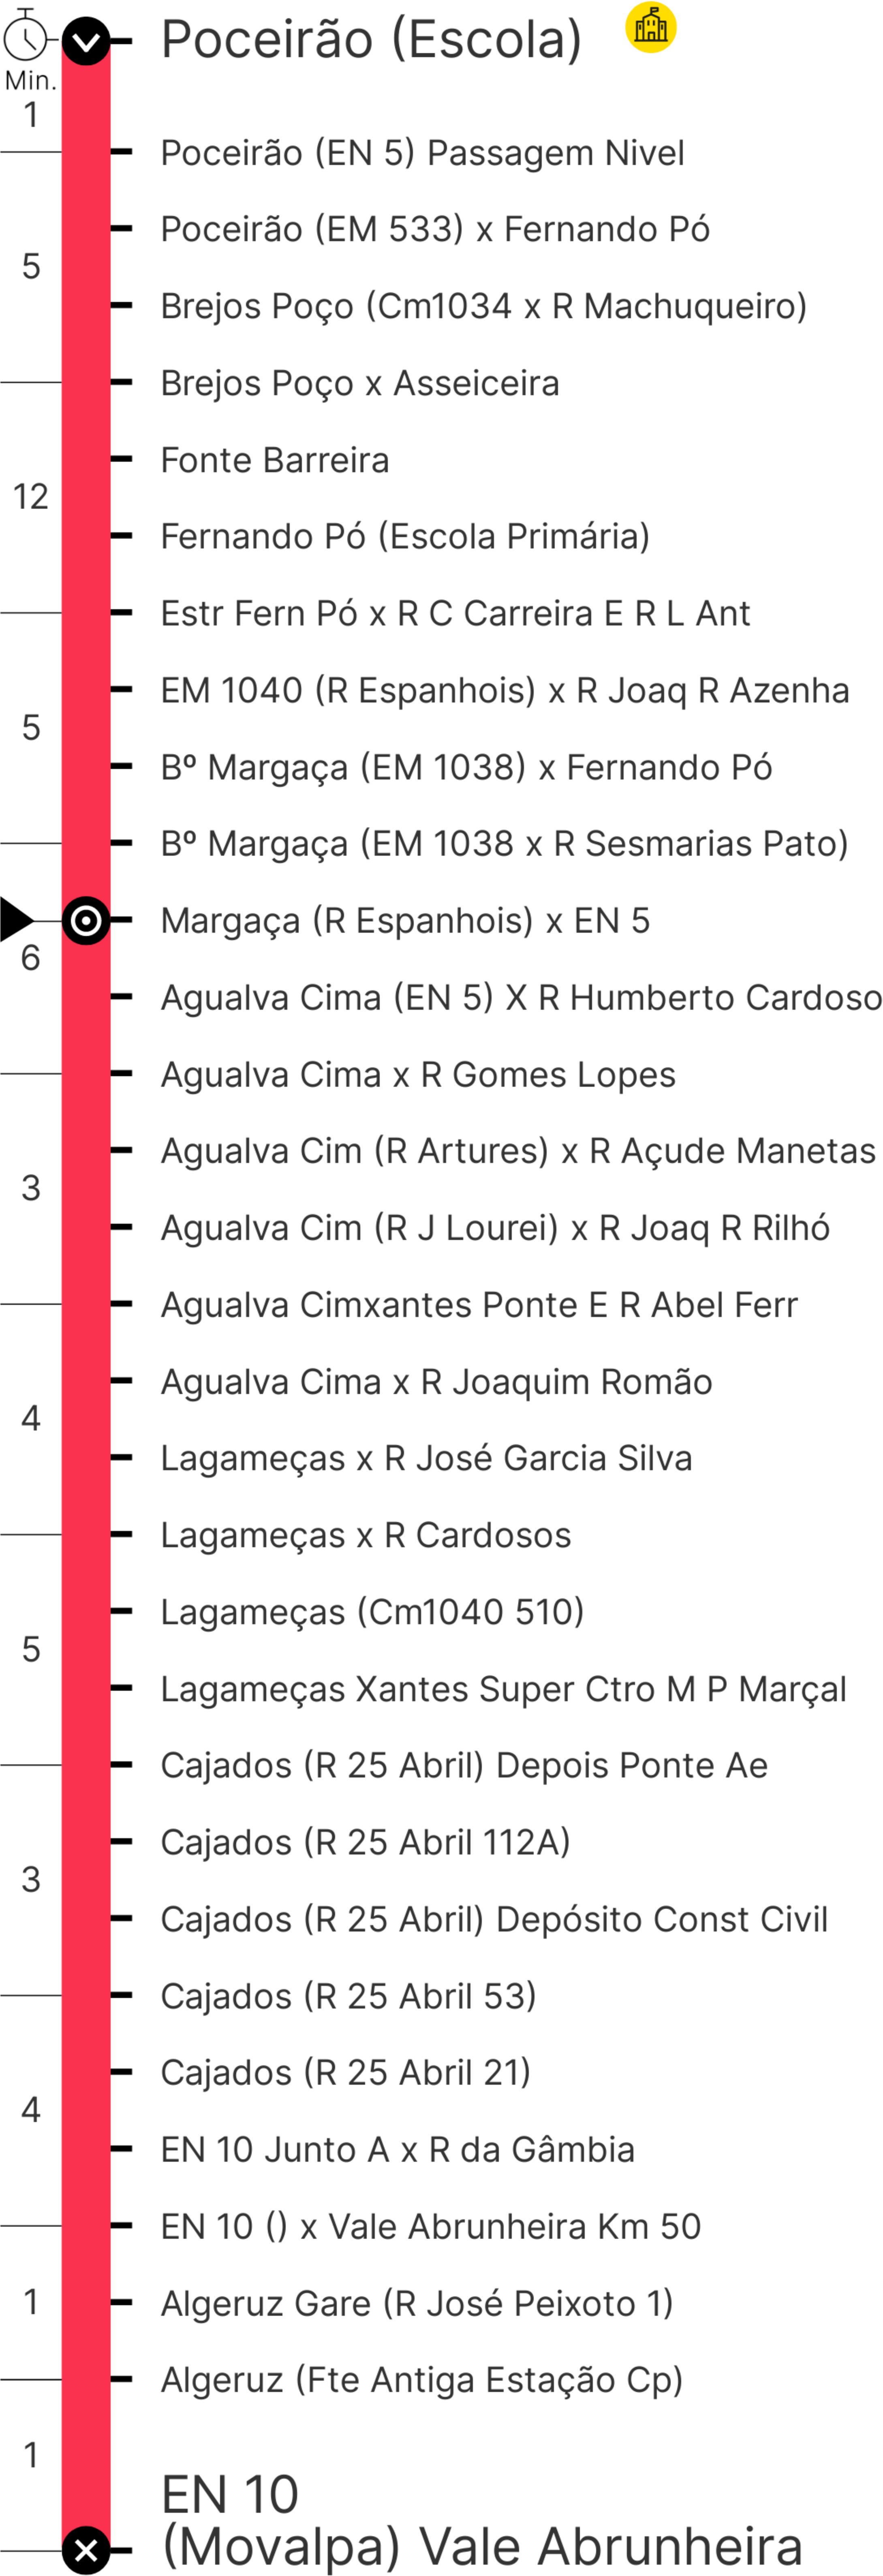 Poceirão (Escola)
Min.
1
Poceirão (EN 5) Passagem Nivel
Poceirão (EM 533) x Fernando Pó
5
Brejos Poço (Cm1034 x R Machuqueiro)
Brejos Poço x Asseiceira
Fonte Barreira
12
Fernando Pó (Escola Primária)
Estr Fern Pó x R C Carreira E R L Ant
EM 1040 (R Espanhois) x R Joaq R Azenha
5
Bº Margaça (EM 1038) x Fernando Pó
Bº Margaça (EM 1038 x R Sesmarias Pato)
Margaça (R Espanhois) x EN 5
6
Agualva Cima (EN 5) X R Humberto Cardoso
Agualva Cima x R Gomes Lopes
Agualva Cim (R Artures) x R Açude Manetas
3
Agualva Cim (R J Lourei) x R Joaq R Rilhó
Agualva Cimxantes Ponte E R Abel Ferr
Agualva Cima x R Joaquim Romão
4
Lagameças x R José Garcia Silva
Lagameças x R Cardosos
Lagameças (Cm1040 510)
5
Lagameças Xantes Super Ctro M P Marçal
Cajados (R 25 Abril) Depois Ponte Ae
Cajados (R 25 Abril 112A)
3
Cajados (R 25 Abril) Depósito Const Civil
Cajados (R 25 Abril 53)
Cajados (R 25 Abril 21)
4
EN 10 Junto A x R da Gâmbia
EN 10 () x Vale Abrunheira Km 50
1
Algeruz Gare (R José Peixoto 1)
Algeruz (Fte Antiga Estação Cp)
1
EN 10
(Movalpa) Vale Abrunheira